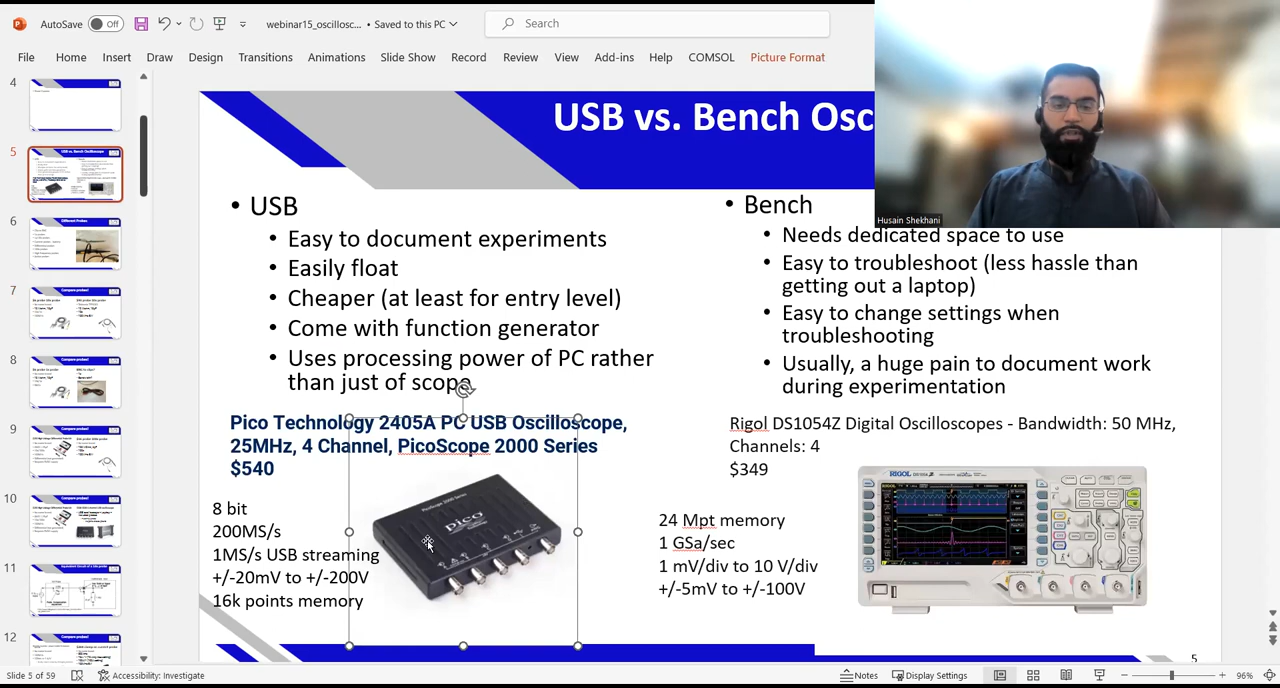 AutoSave Off webinar15_oscillosc... • Saved to this PC Search
File Home Insert Draw Design Transitions Animations Slide Show Record Review View Add-ins Help COMSOL Picture Format
4
5
6
7
8
9
10
11
12
USB vs. Bench Osc
Husain Shekhani
• USB
• Easy to document experiments
• Easily float
• Cheaper (at least for entry level)
• Come with function generator
• Uses processing power of PC rather
than just of scope
Pico Technology 2405A PC USB Oscilloscope,
25MHz, 4 Channel, PicoScope 2000 Series
$540
8 bit
200MS/s
1MS/s USB streaming
+/-20mV to +/-200V
16k points memory
• Bench
• Needs dedicated space to use
• Easy to troubleshoot (less hassle than
getting out a laptop)
• Easy to change settings when
troubleshooting
• Usually, a huge pain to document work
during experimentation
Rigol DS1054Z Digital Oscilloscopes - Bandwidth: 50 MHz,
Channels: 4
$349
24 Mpt memory
1 GSa/sec
1 mV/div to 10 V/div
+/-5mV to +/-100V
RIGOL
5
Slide 5 of 59 Accessibility: Investigate Notes Display Settings 96%